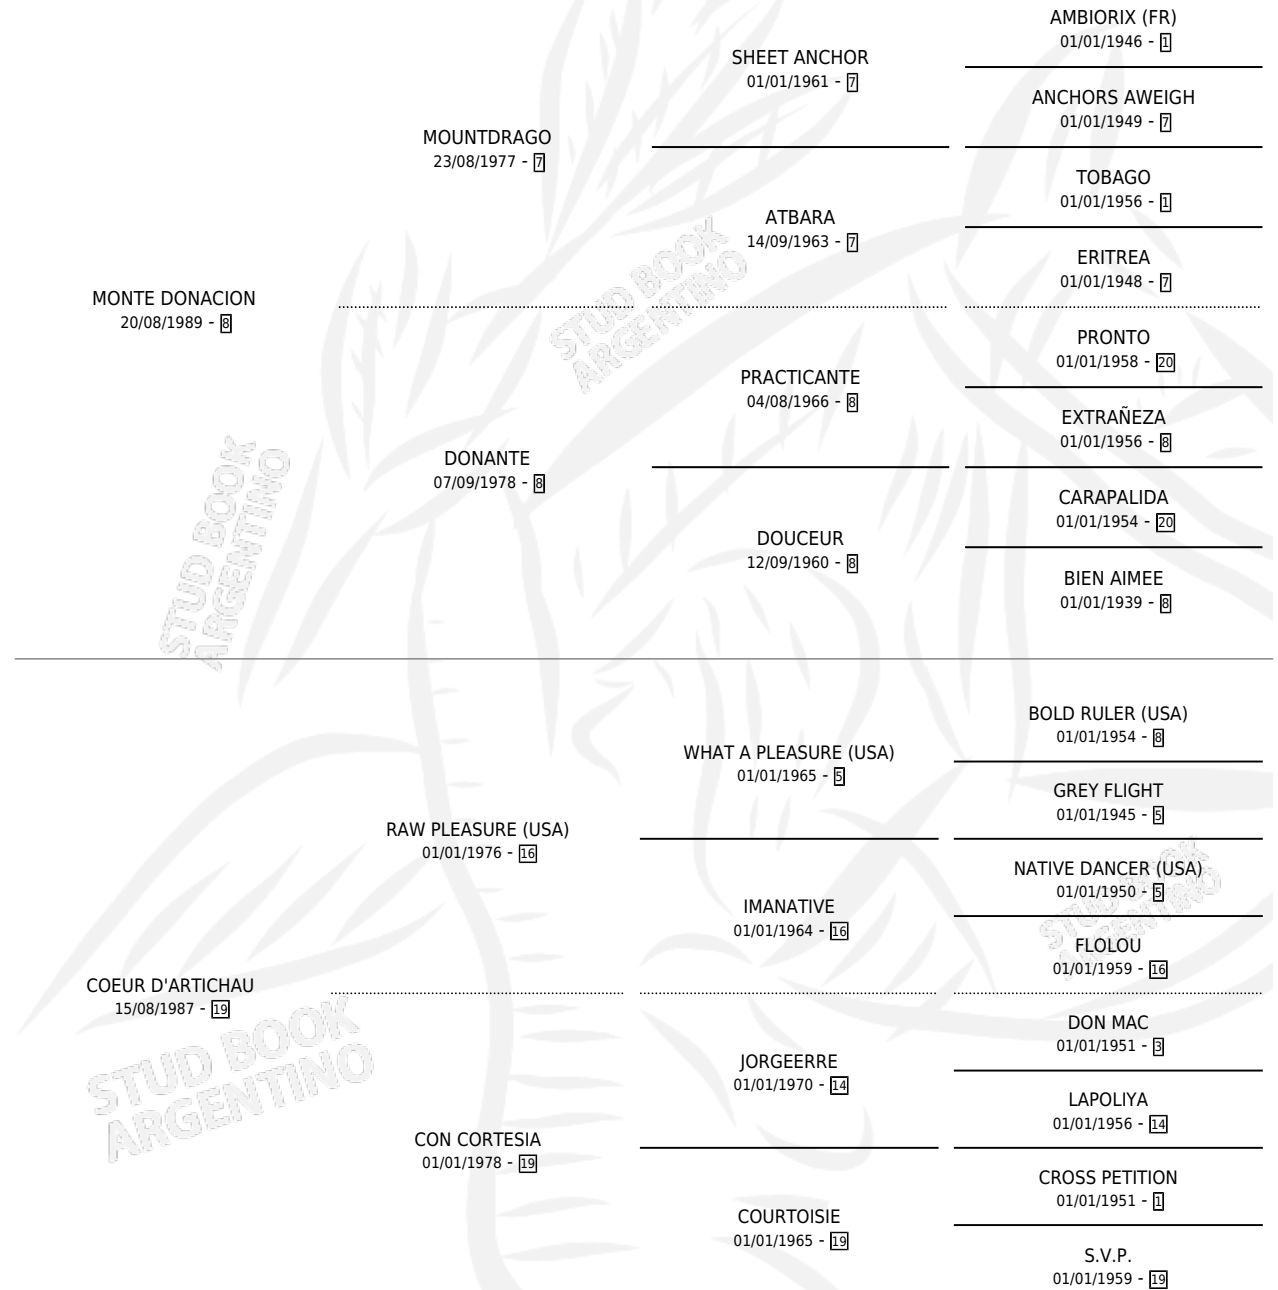 AMBIORIX (FR)
01/01/1946 - 1
SHEET ANCHOR
01/01/1961 - 7
ANCHORS AWEIGH
01/01/1949 - 7
MOUNTDRAGO
23/08/1977 - 7
TOBAGO
01/01/1956 - 1
ATBARA
14/09/1963 - 7
ERITREA
01/01/1948 - 7
MONTE DONACION
20/08/1989 - 8
PRONTO
01/01/1958 - 20
PRACTICANTE
04/08/1966 - 8
EXTRAÑEZA
01/01/1956 - 8
DONANTE
07/09/1978 - 8
CARAPALIDA
01/01/1954 - 20
DOUCEUR
12/09/1960 - 8
BIEN AIMEE
01/01/1939 - 8
BOLD RULER (USA)
01/01/1954 - 8
WHAT A PLEASURE (USA)
01/01/1965 - 5
GREY FLIGHT
01/01/1945 - 5
RAW PLEASURE (USA)
01/01/1976 - 16
NATIVE DANCER (USA)
01/01/1950 - 5
IMANATIVE
01/01/1964 - 16
FLOLOU
01/01/1959 - 16
COEUR D'ARTICHAU
15/08/1987 - 19
DON MAC
01/01/1951 - 3
JORGEERRE
01/01/1970 - 14
LAPOLIYA
01/01/1956 - 14
CON CORTESIA
01/01/1978 - 19
CROSS PETITION
01/01/1951 - 1
COURTOISIE
01/01/1965 - 19
S.V.P.
01/01/1959 - 19
STUD BOOK
ARGENTINO
STUD BOOK
ARGENTINO
STUD BOOK
ARGENTINO
STUD BOOK
ARGENTINO